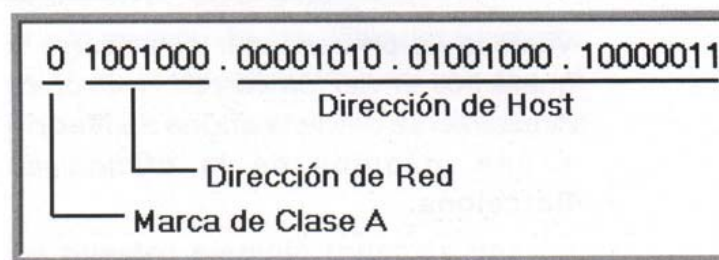 0 1001000 . 00001010 . 01001000 . 10000011
Dirección de Host
Dirección de Red
Marca de Clase A